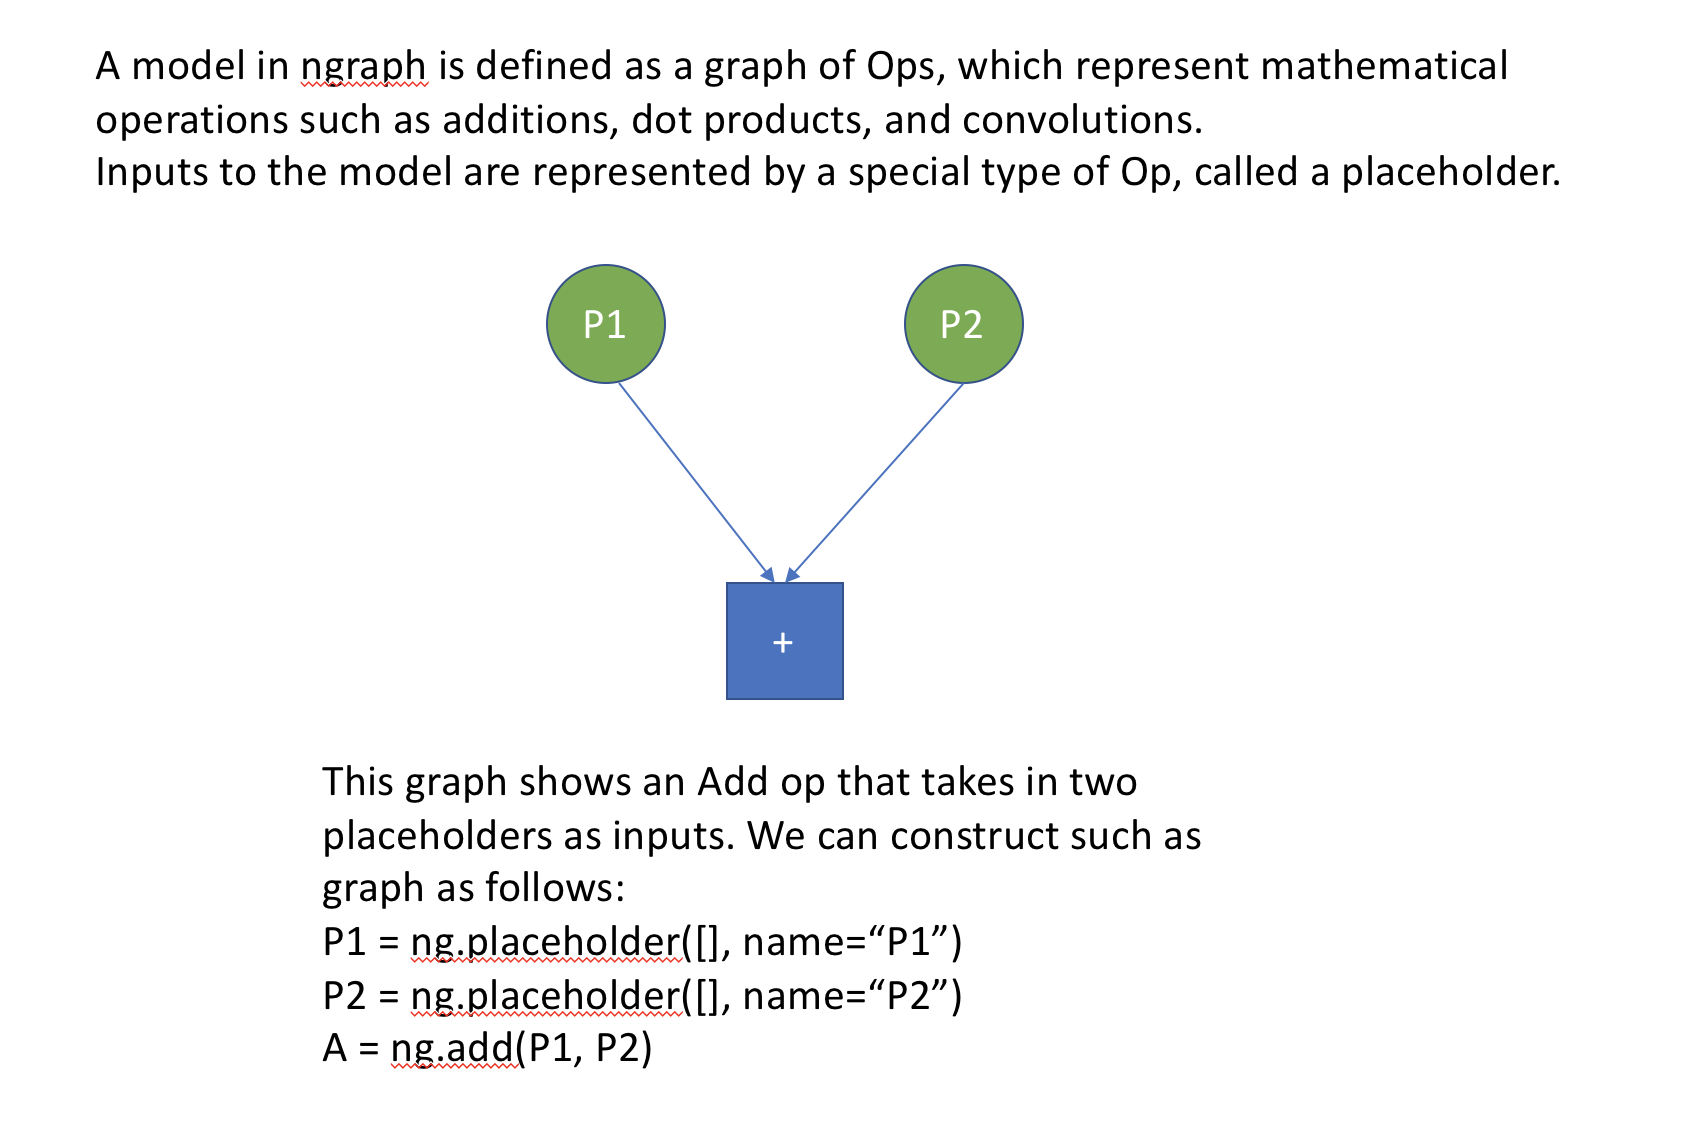 A model in ngraph is defined as a graph of Ops, which represent mathematical
operations such as additions, dot products, and convolutions.
Inputs to the model are represented by a special type of Op, called a placeholder.
P1
P2
+
This graph shows an Add op that takes in two
placeholders as inputs. We can construct such as
graph as follows:
P1 = ng.placeholder([], name=“P1”)
P2 = ng.placeholder([], name=“P2”)
A = ng.add(P1, P2)